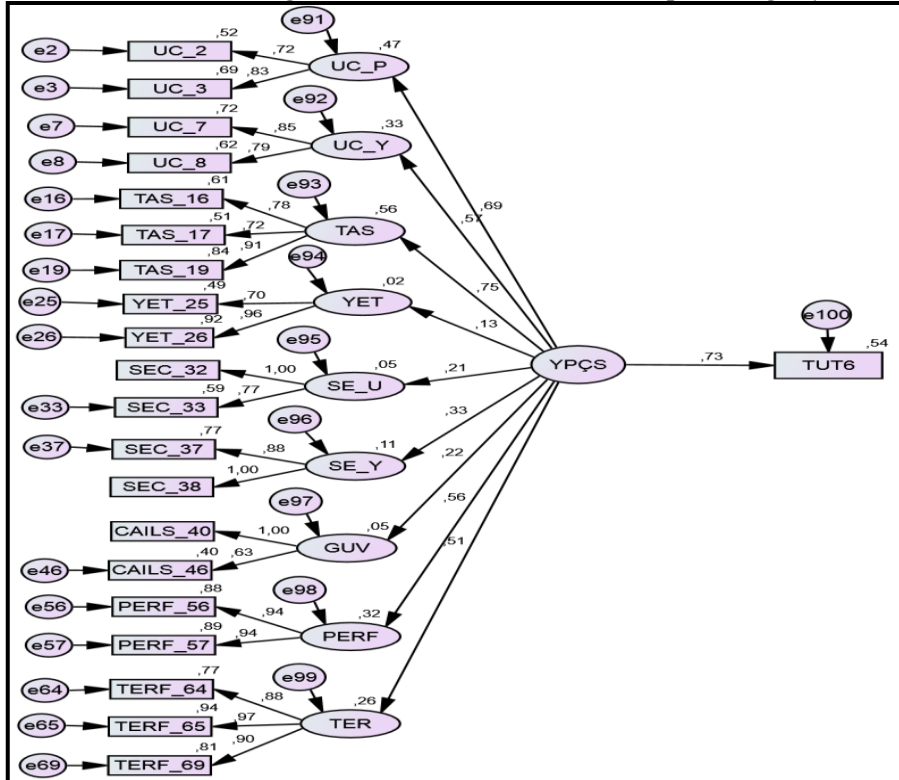 e91
,52
,47
e2
UC_2
,72
UC_P
,69
,83
e3
UC_3
e92
,72
,33
e7
UC_7
,85
UC_Y
,62
,79
e8
UC_8
,69
,57
,61
e93
e16
TAS_16
,78
,56
,51
,72
e17
TAS_17
TAS
,84
,91
e19
TAS_19
e94
,75
,49
,02
e25
YET_25
,70
YET
,92
,96
,13
e26
YET_26
e95
e100
SEC_32
1,00
,05
YPÇS
,73
,54
TUT6
,59
,77
SE_U
,21
e33
SEC_33
e96
,33
,77
,11
e37
SEC_37
,88
SE_Y
,22
1,00
SEC_38
e97
,56
CAILS_40
1,00
,05
,51
GUV
,40
,63
e46
CAILS_46
e98
,88
,32
e56
PERF_56
,94
PERF
,89
,94
e57
PERF_57
e99
,77
,26
e64
TERF_64
,88
,94
,97
TER
e65
TERF_65
,81
,90
e69
TERF_69